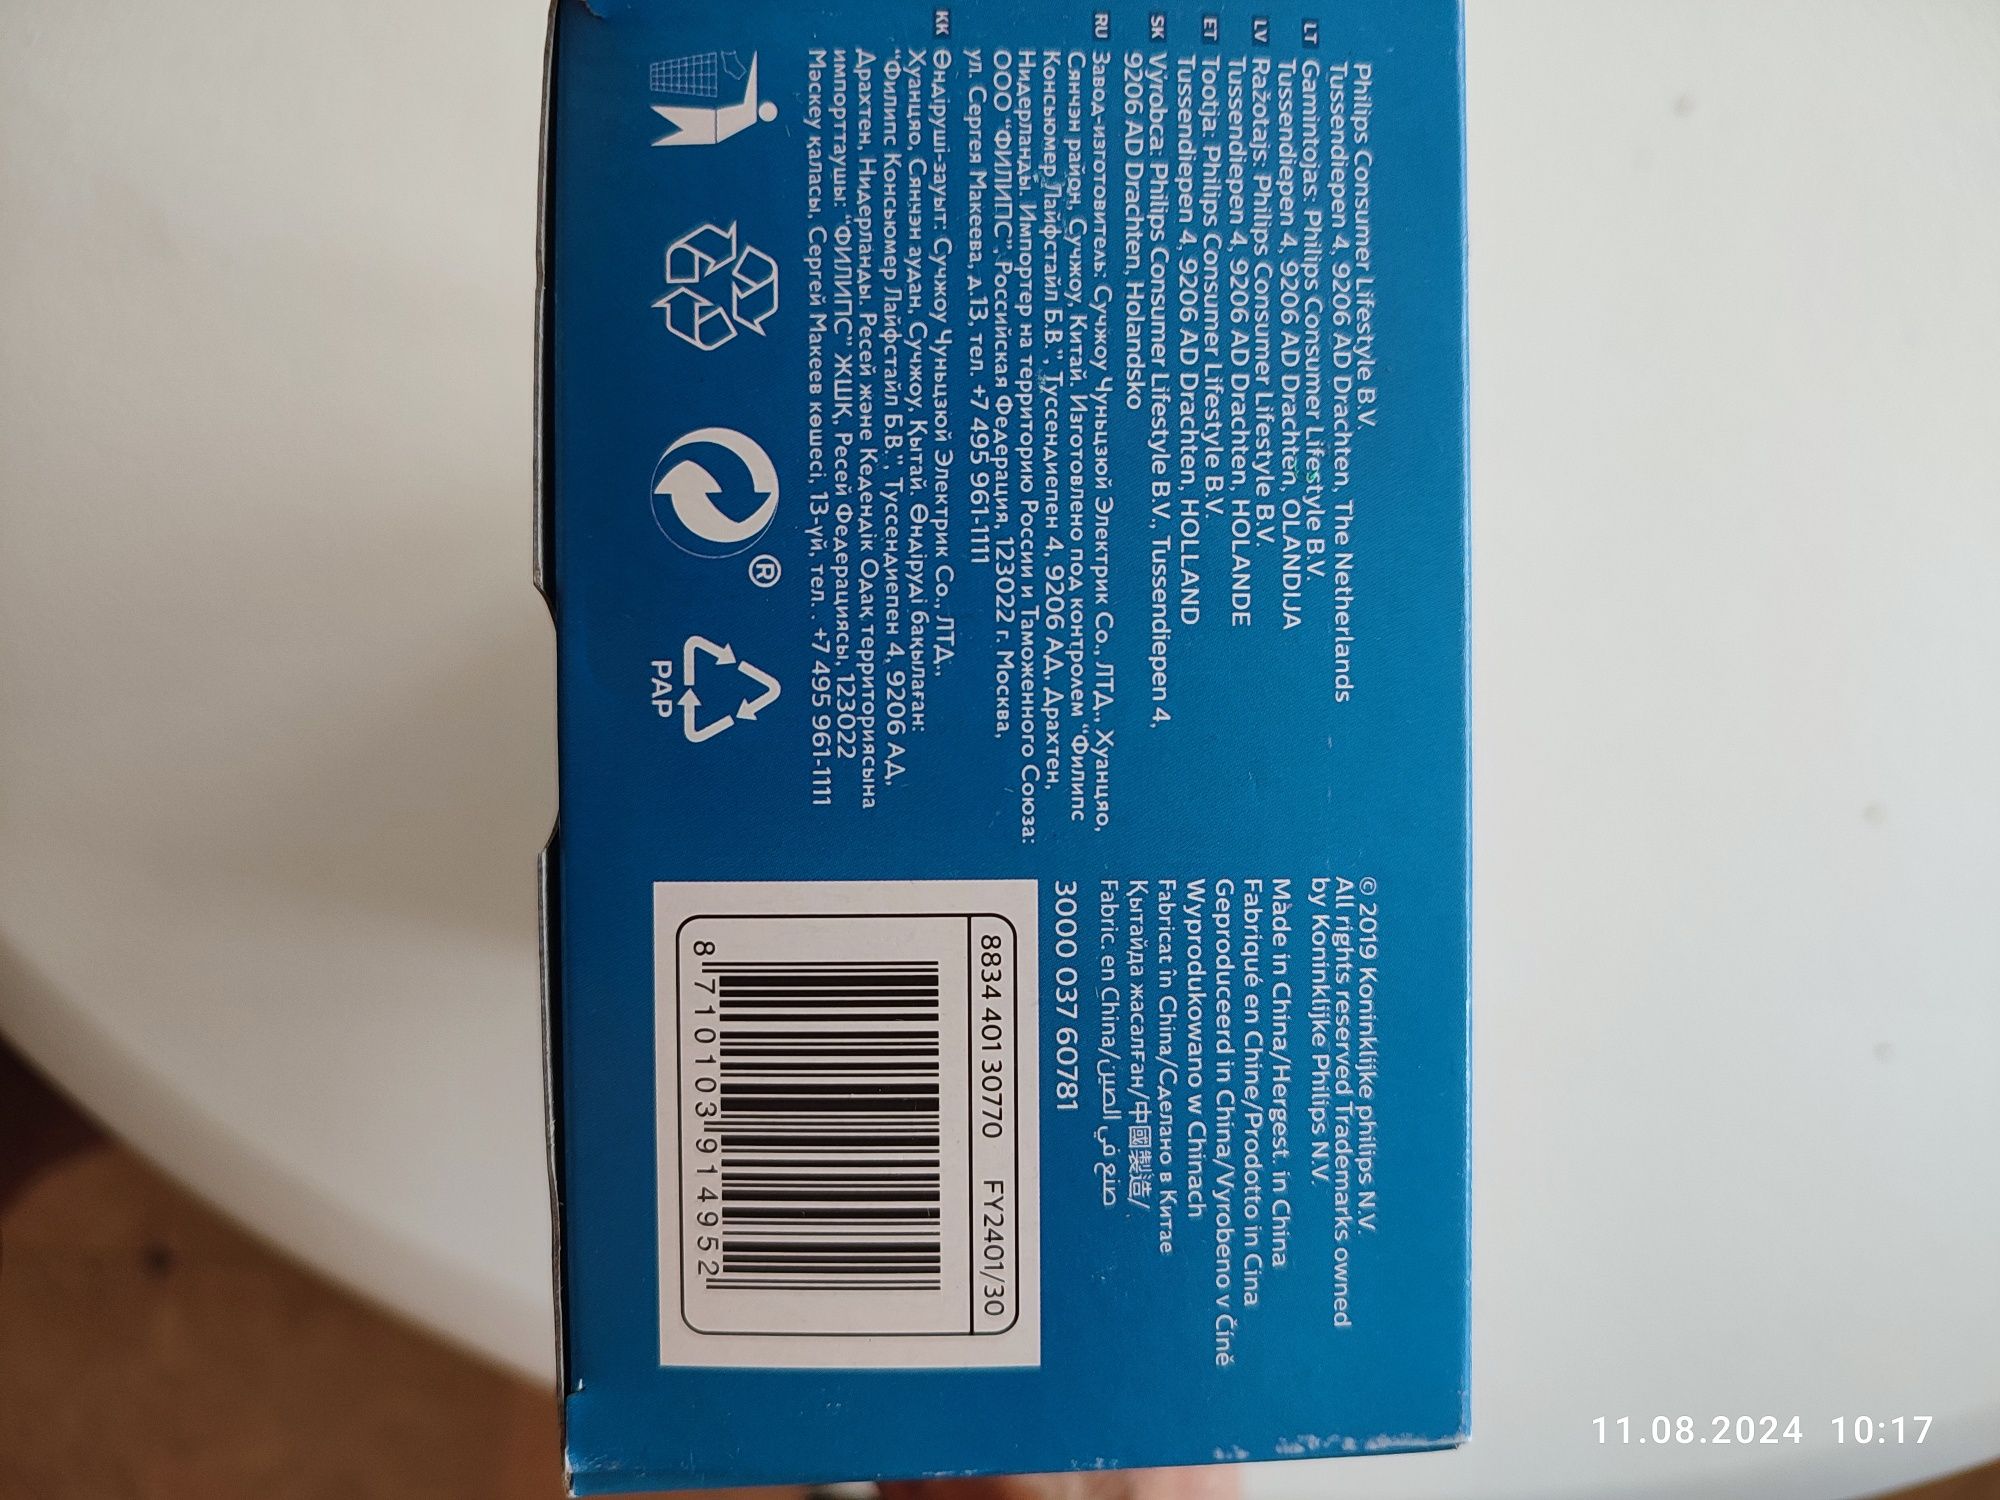 Philips Consumer Lifestyle B.V.
Tussendiepen 4, 9206 AD Drachten, The Netherlands
LT Gamintojas: Philips Consumer Lifestyle B.V.
Tussendiepen 4, 9206 AD Drachten, OLANDIJA
LV Ražotajs: Philips Consumer Lifestyle B.V.
Tussendiepen 4, 9206 AD Drachten, HOLANDE
ET Tootja: Philips Consumer Lifestyle B.V.
Tussendiepen 4, 9206 AD Drachten, HOLLAND
SK Výrobca: Philips Consumer Lifestyle B.V., Tussendiepen 4,
9206 AD Drachten, Holandsko
RU Завод-изготовитель: Сучжоу Чуньцзюй Электрик Co., ЛТД., Хуанцяо,
Сянчэн район, Сучжоу, Китай. Изготовлено под контролем “Филипс
Консьюмер Лайфстайл Б.В.”, Туссендиепен 4, 9206 АД, Драхтен,
Нидерланды. Импортер на территорию России и Таможенного Союза:
ООО “ФИЛИПС”, Российская Федерация, 123022 г. Москва,
ул. Сергея Макеева, д.13, тел. +7 495 961-1111
KK Өндіруші-зауыт: Сучжоу Чуньцзюй Электрик Co., ЛТД.,
Хуанцяо, Сянчэн аудан, Сучжоу, Қытай. Өндіруді бақылаған:
“Филипс Консьюмер Лайфстайл Б.В.”, Туссендиепен 4, 9206 АД,
Драхтен, Нидерланды. Ресей және Кедендік Одақ территориясына
импорттаушы: “ФИЛИПС” ЖШҚ, Ресей Федерациясы, 123022
Мәскеу қаласы, Сергей Макеев көшесі, 13-үй, тел. . +7 495 961-1111
®
PAP
© 2019 Koninklijke philips N.V.
All rights reserved Trademarks owned
by Koninklijke Philips N.V.
Made in China/Hergest. in China
Fabriqué en Chine/Prodotto in Cina
Geproduceerd in China/Vyrobeno v Číně
Wyprodukowano w Chinach
Fabricat în China/Сделано в Китае
Қытайда жасалған/中國製造/
Fabric. en China/صنع في الصين
3000 037 60781
8834 401 30770 FY2401/30
8 710103 914952
11.08.2024 10:17